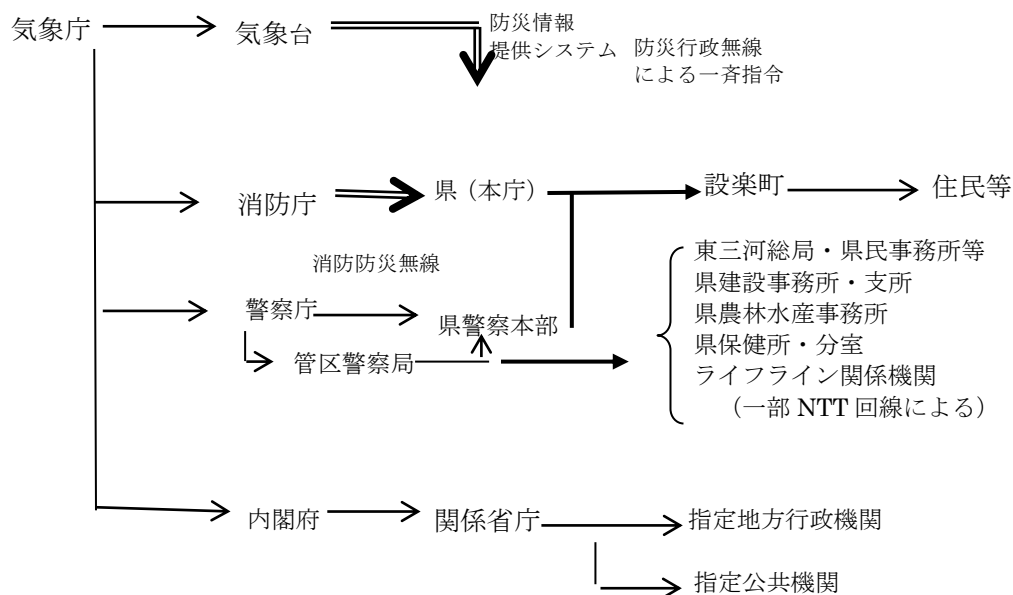 気象庁
気象台
防災情報
提供システム
防災行政無線
による一斉指令
消防庁
県（本庁）
設楽町
住民等
消防防災無線
警察庁
県警察本部
管区警察局
東三河総局・県民事務所等
県建設事務所・支所
県農林水産事務所
県保健所・分室
ライフライン関係機関
（一部 NTT 回線による）
内閣府
関係省庁
指定地方行政機関
指定公共機関